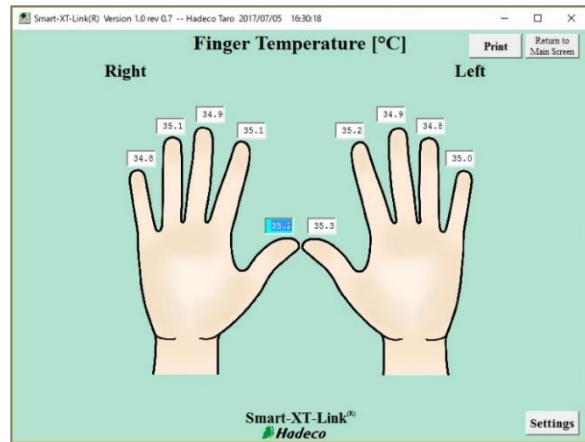 Smart-XT-Link(R) Version 1.0 rev 0.7 -- Hadeco Taro 2017/07/05 16:30:18
Finger Temperature [°C]
Print
Return to
Main Screen
Right
Left
34.8
35.1
34.9
35.1
35.2
34.9
34.8
35.0
35.3
Smart-XT-Link(R)
Hadeco
Settings